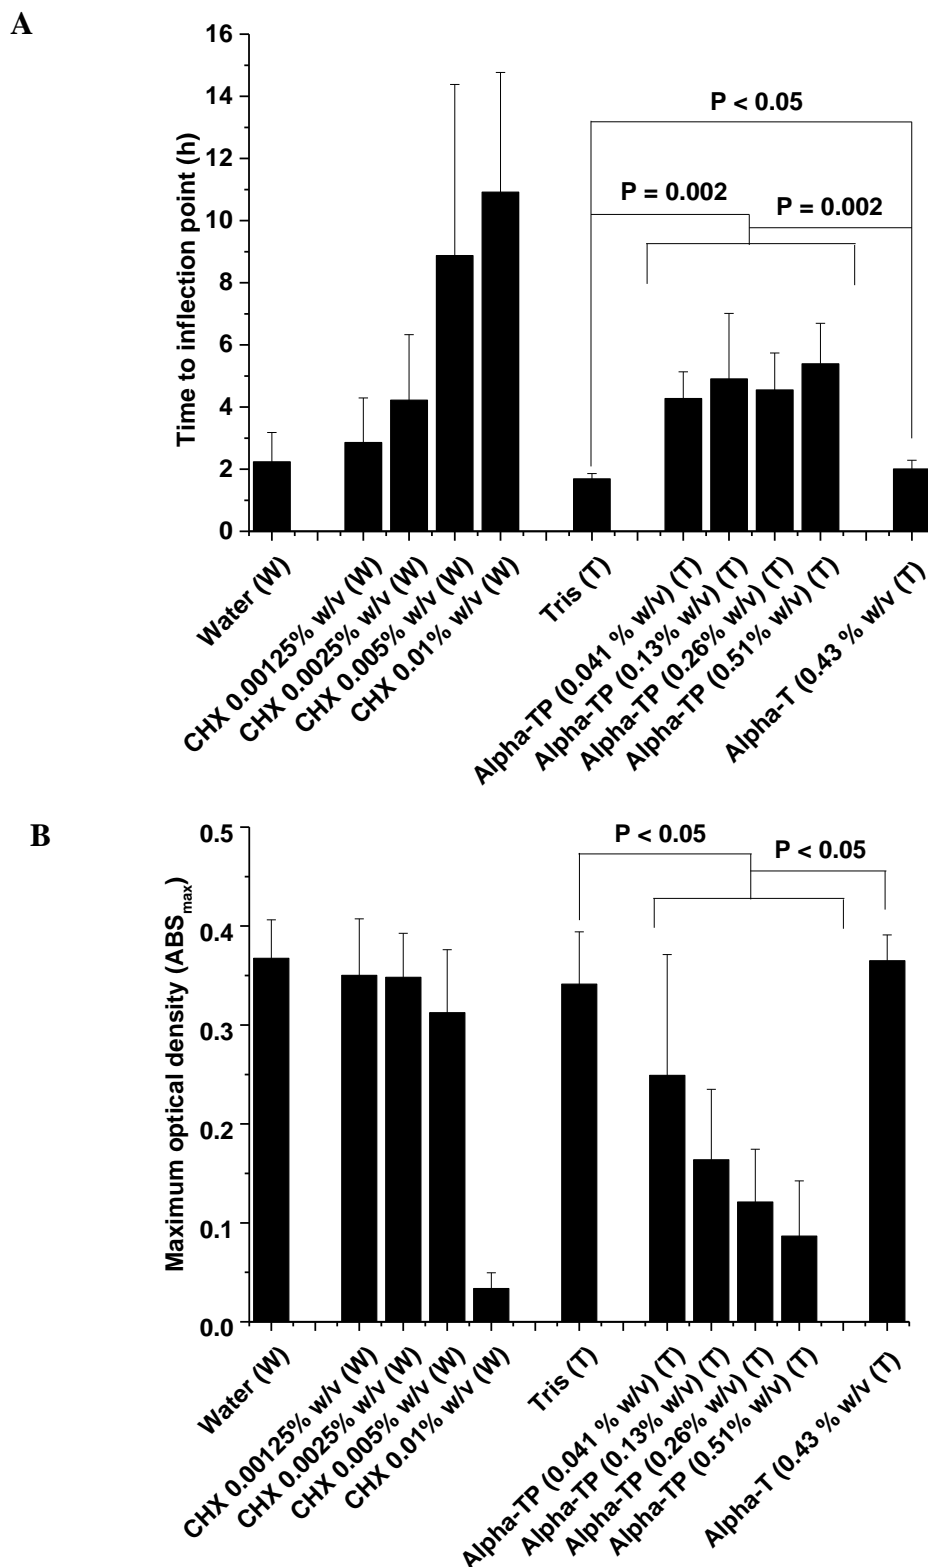 A
16
14
12
10
8
6
4
2
0
Time to inflection point (h)
P < 0.05
P = 0.002
P = 0.002
Water (W)
CHX 0.00125% w/v (W)
CHX 0.0025% w/v (W)
CHX 0.005% w/v (W)
CHX 0.01% w/v (W)
Tris (T)
Alpha-TP (0.041 % w/v) (T)
Alpha-TP (0.13% w/v) (T)
Alpha-TP (0.26% w/v) (T)
Alpha-TP (0.51% w/v) (T)
Alpha-T (0.43 % w/v (T)
B
0.5
0.4
0.3
0.2
0.1
0.0
Maximum optical density (ABSmax)
P < 0.05
P < 0.05
Water (W)
CHX 0.00125% w/v (W)
CHX 0.0025% w/v (W)
CHX 0.005% w/v (W)
CHX 0.01% w/v (W)
Tris (T)
Alpha-TP (0.041 % w/v) (T)
Alpha-TP (0.13% w/v) (T)
Alpha-TP (0.26% w/v) (T)
Alpha-TP (0.51% w/v) (T)
Alpha-T (0.43 % w/v (T)